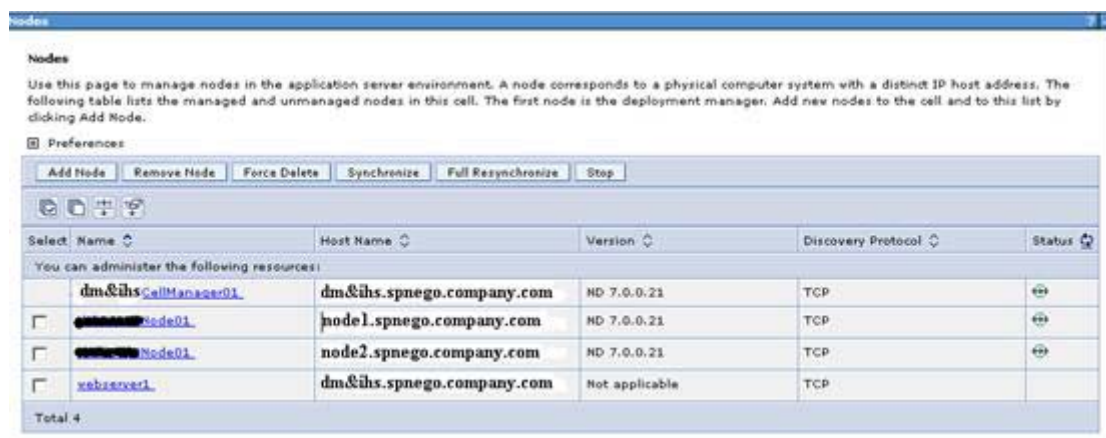 Nodes ?
Nodes
Use this page to manage nodes in the application server environment. A node corresponds to a physical computer system with a distinct IP host address. The
following table lists the managed and unmanaged nodes in this cell. The first node is the deployment manager. Add new nodes to the cell and to this list by
clicking Add Node.
Preferences
Add Node Remove Node Force Delete Synchronize Full Resynchronize Stop
Select Name Host Name Version Discovery Protocol Status
You can administer the following resources:
dm&ihsCellManager01 dm&ihs.spnego.company.com ND 7.0.0.21 TCP
Node01 node1.spnego.company.com ND 7.0.0.21 TCP
Node01 node2.spnego.company.com ND 7.0.0.21 TCP
webserver1 dm&ihs.spnego.company.com Not applicable TCP
Total 4